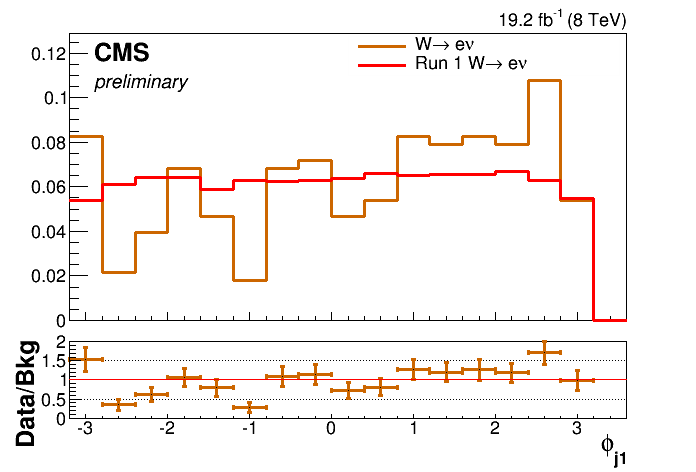 19.2 fb⁻¹ (8 TeV)
CMS
preliminary
W→ eν
Run 1 W→ eν
0.12
0.1
0.08
0.06
0.04
0.02
0
Data/Bkg
2
1.5
1
0.5
0
-3 -2 -1 0 1 2 3
ϕj1